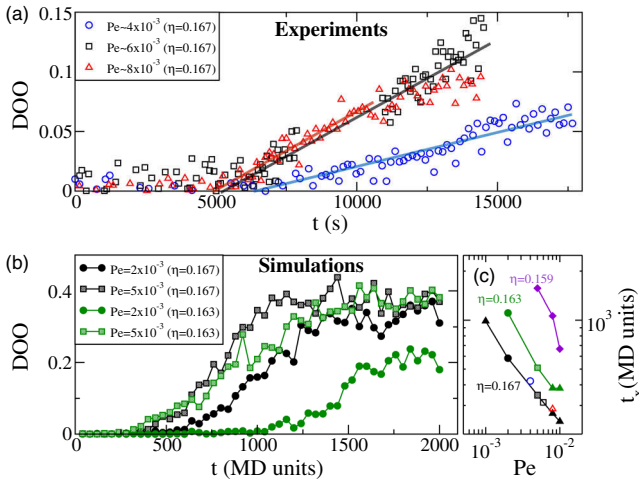 (a)
Experiments
Pe~4x10⁻³ (η=0.167)
Pe~6x10⁻³ (η=0.167)
Pe~8x10⁻³ (η=0.167)
0.15
0.1
0.05
0
DOO
0 5000 10000 15000
t (s)
(b)
Simulations
Pe=2x10⁻³ (η=0.167)
Pe=5x10⁻³ (η=0.167)
Pe=2x10⁻³ (η=0.163)
Pe=5x10⁻³ (η=0.163)
0.4
0.2
0
DOO
0 500 1000 1500 2000
t (MD units)
(c)
η=0.159
η=0.163
η=0.167
10³
tₓ(MD units)
10⁻³ 10⁻²
Pe